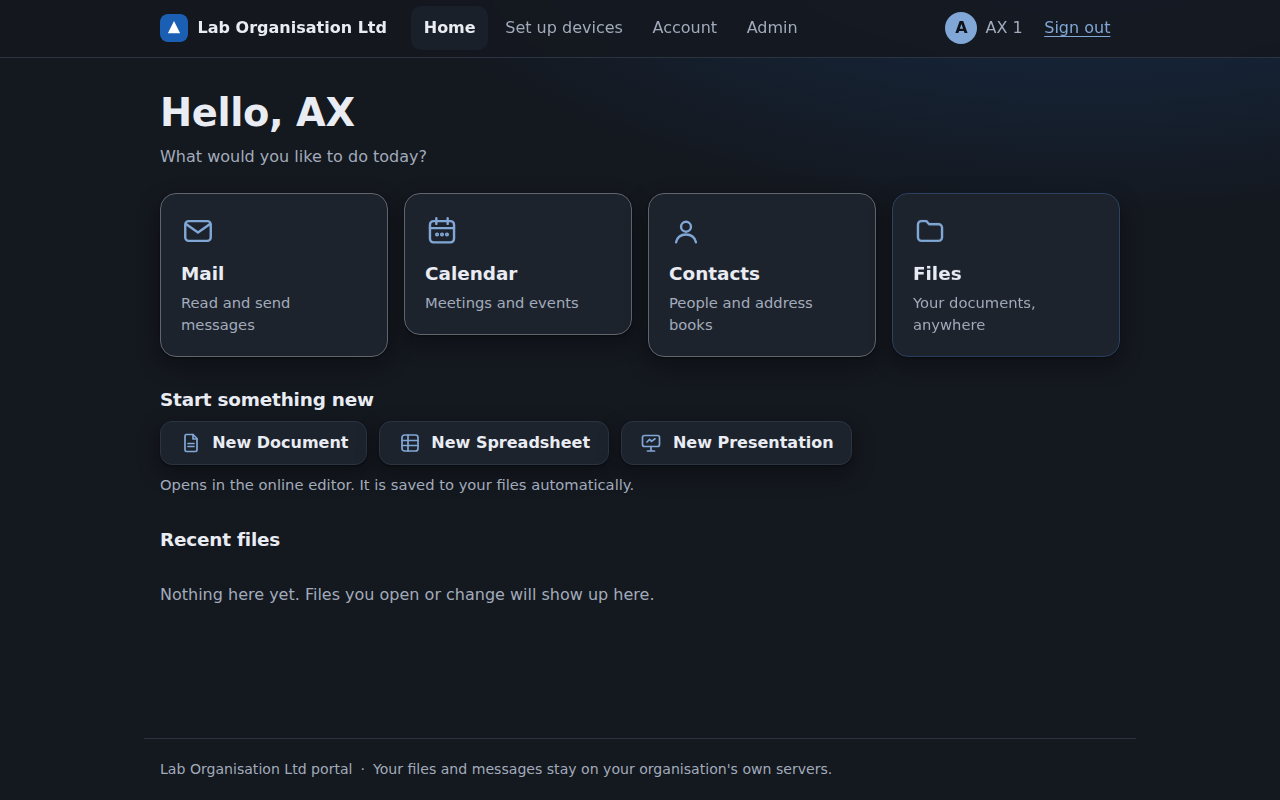 Lab Organisation Ltd
Home
Set up devices
Account
Admin
A
AX 1
Sign out
Hello, AX
What would you like to do today?
Mail
Read and send
messages
Calendar
Meetings and events
Contacts
People and address
books
Files
Your documents,
anywhere
Start something new
New Document
New Spreadsheet
New Presentation
Opens in the online editor. It is saved to your files automatically.
Recent files
Nothing here yet. Files you open or change will show up here.
Lab Organisation Ltd portal · Your files and messages stay on your organisation's own servers.